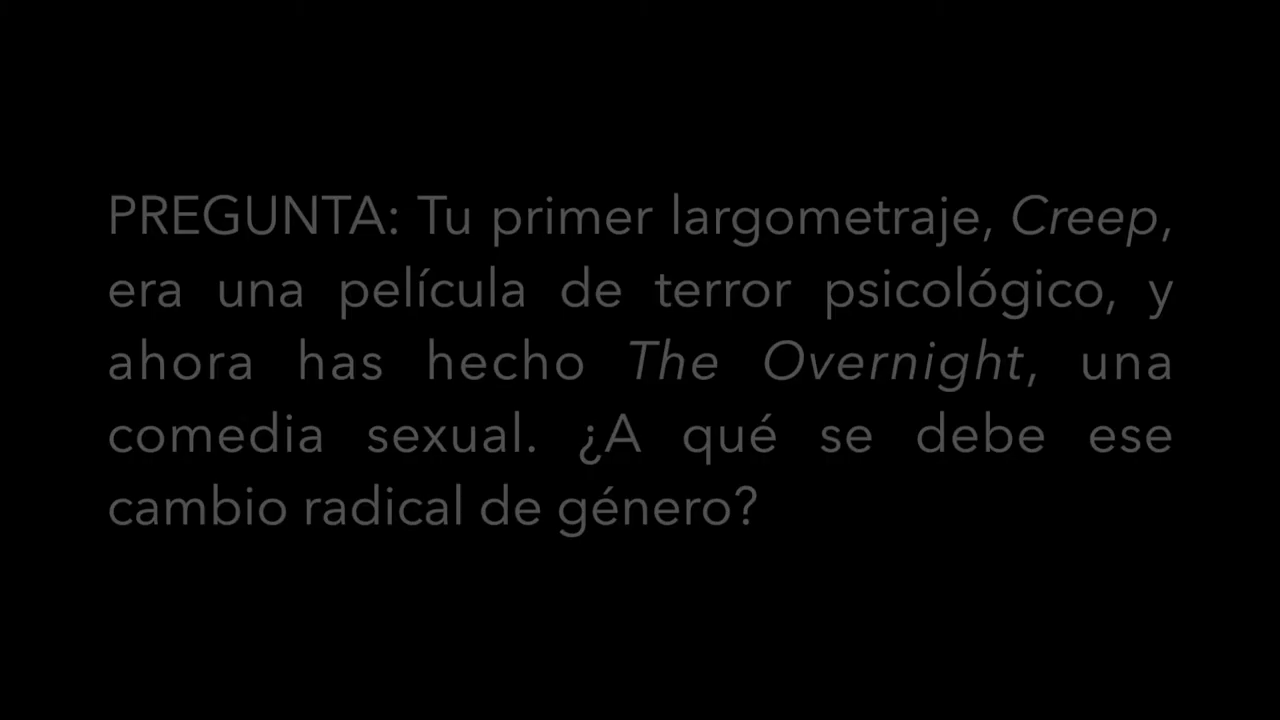 PREGUNTA: Tu primer largometraje, Creep,
era una película de terror psicológico, y
ahora has hecho The Overnight, una
comedia sexual. ¿A qué se debe ese
cambio radical de género?